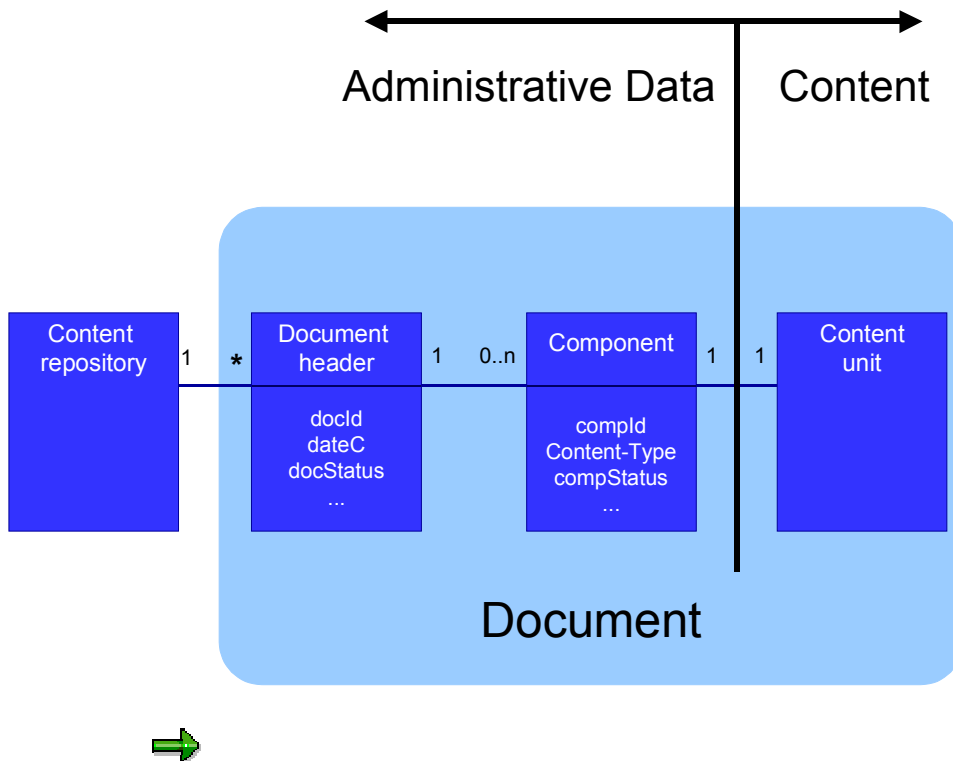 Administrative Data
Content
Content
repository
1
*
Document
header
docId
dateC
docStatus
...
1
0..n
Component
compId
Content-Type
compStatus
...
1
1
Content
unit
Document